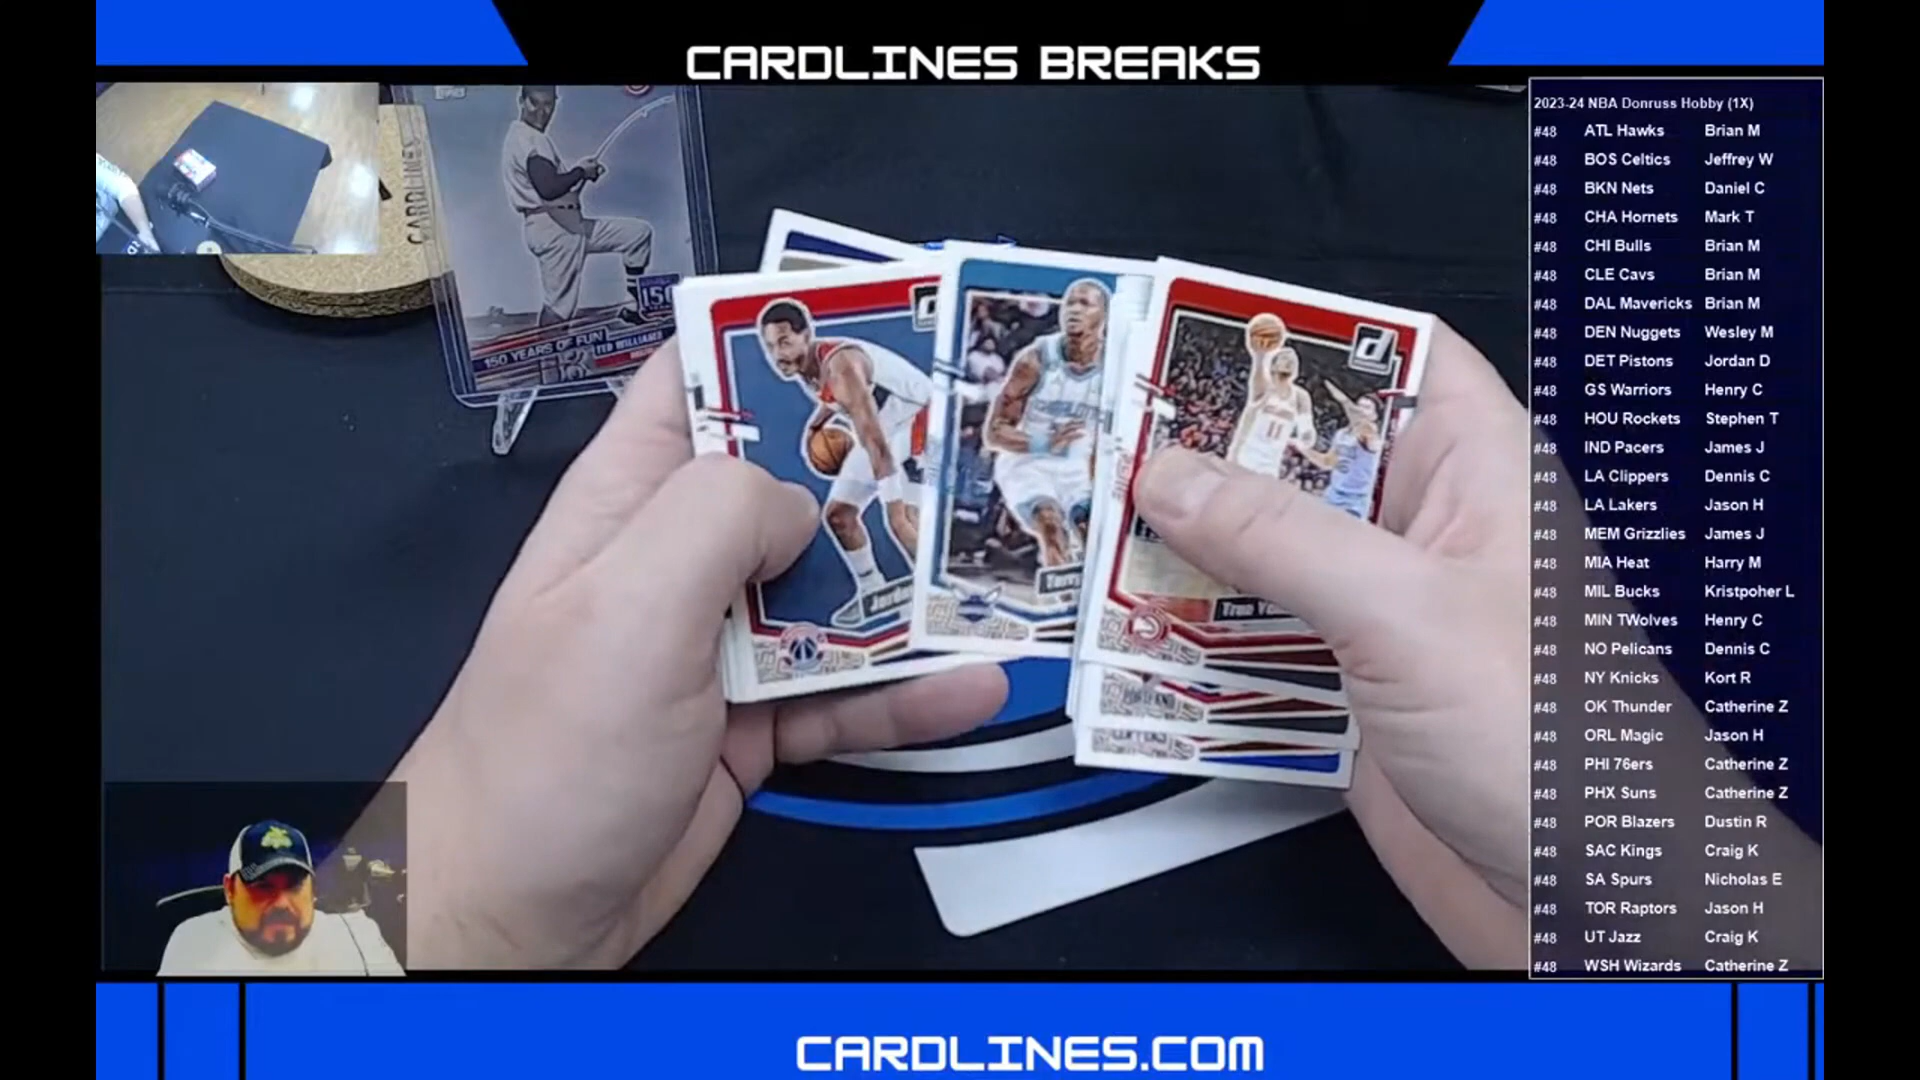 CARDLINES BREAKS
2023-24 NBA Donruss Hobby (1X)
#48 ATL Hawks Brian M
#48 BOS Celtics Jeffrey W
#48 BKN Nets Daniel C
#48 CHA Hornets Mark T
#48 CHI Bulls Brian M
#48 CLE Cavs Brian M
#48 DAL Mavericks Brian M
#48 DEN Nuggets Wesley M
#48 DET Pistons Jordan D
#48 GS Warriors Henry C
#48 HOU Rockets Stephen T
#48 IND Pacers James J
#48 LA Clippers Dennis C
#48 LA Lakers Jason H
#48 MEM Grizzlies James J
#48 MIA Heat Harry M
#48 MIL Bucks Kristpoher L
#48 MIN TWolves Henry C
#48 NO Pelicans Dennis C
#48 NY Knicks Kort R
#48 OK Thunder Catherine Z
#48 ORL Magic Jason H
#48 PHI 76ers Catherine Z
#48 PHX Suns Catherine Z
#48 POR Blazers Dustin R
#48 SAC Kings Craig K
#48 SA Spurs Nicholas E
#48 TOR Raptors Jason H
#48 UT Jazz Craig K
#48 WSH Wizards Catherine Z
CARDLINES
150 YEARS OF FUN
TED WILLIAMS
d
CHARLOTTE
11
PORTLAND
CLIPPERS
CARDLINES.COM